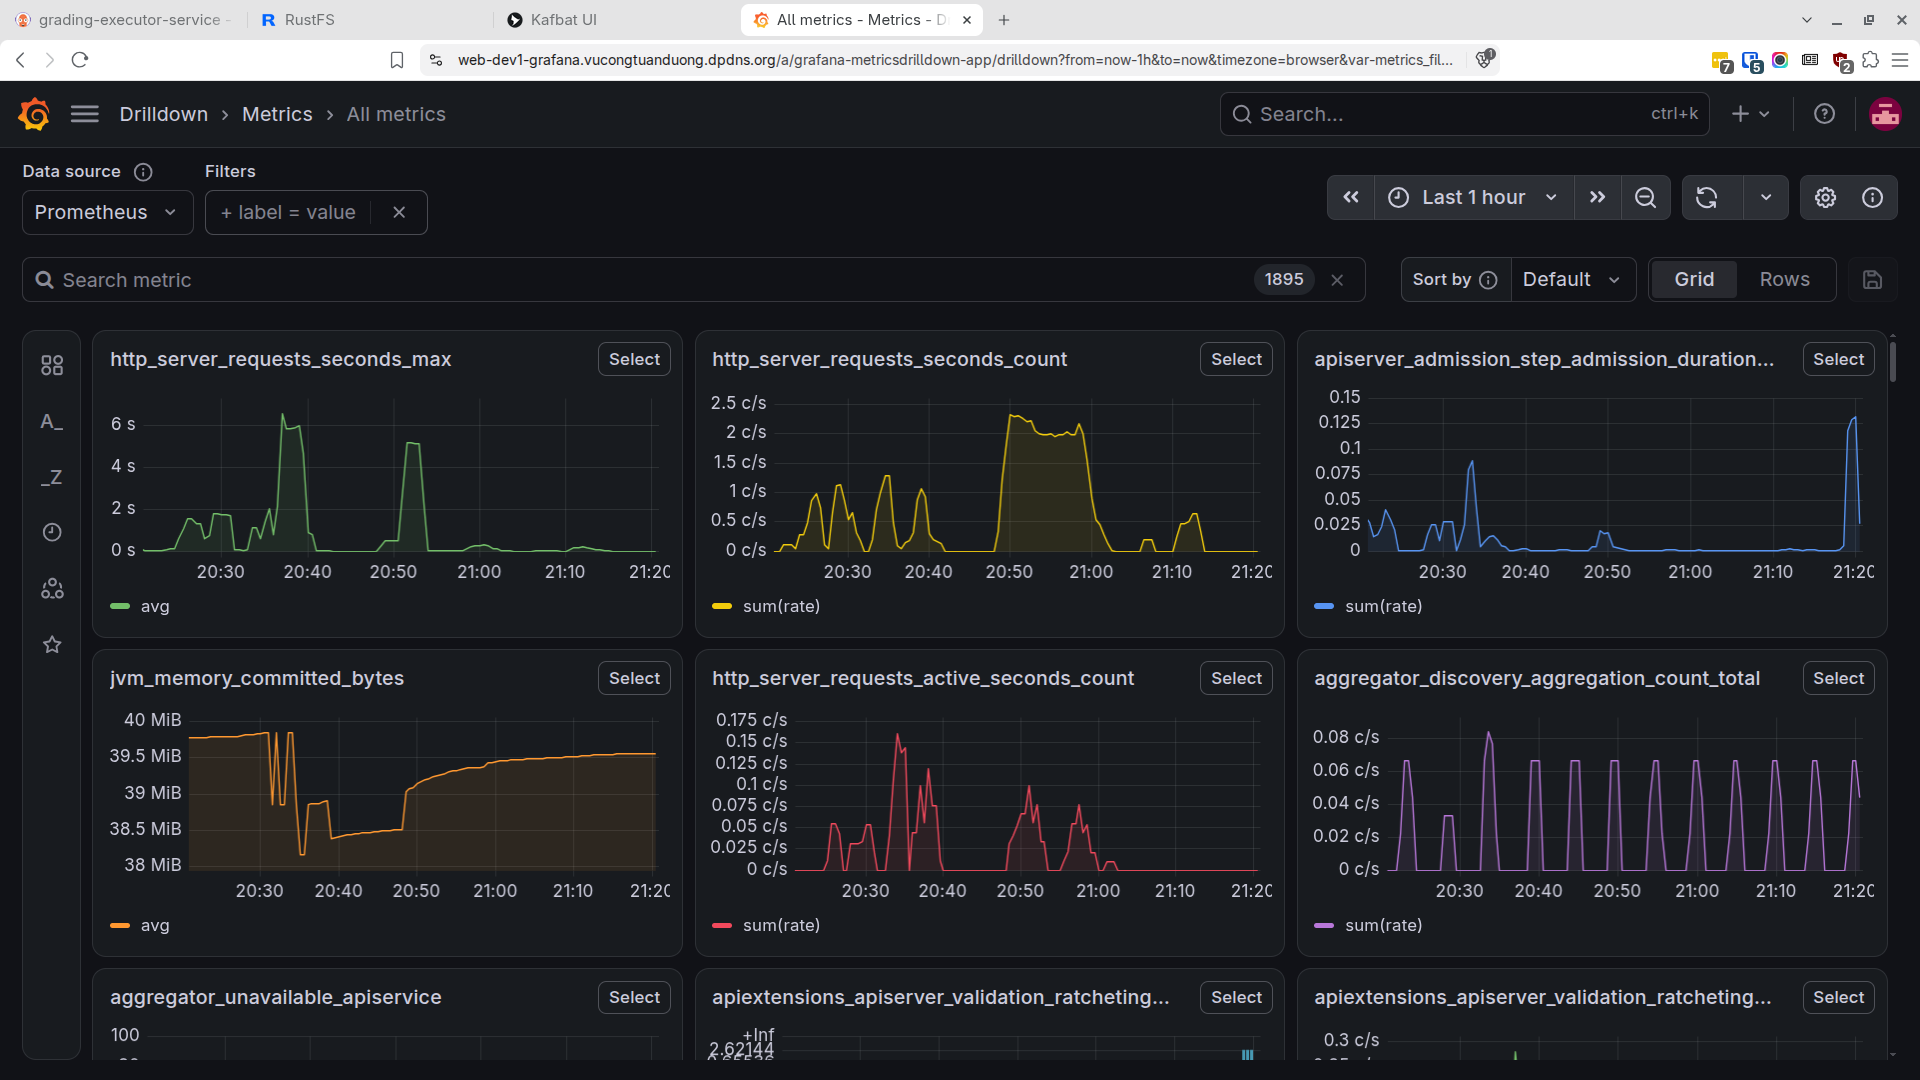 grading-executor-service -
RustFS
Kafbat UI
All metrics - Metrics - D
web-dev1-grafana.vucongtuanduong.dpdns.org/a/grafana-metricsdrilldown-app/drilldown?from=now-1h&to=now&timezone=browser&var-metrics_fil...
1
7
5
2
Drilldown › Metrics › All metrics
Search...
ctrl+k
Data source
Filters
Prometheus
+ label = value
Last 1 hour
Search metric
1895
Sort by
Default
Grid
Rows
A_
_Z
http_server_requests_seconds_max
Select
6 s
4 s
2 s
0 s
20:30 20:40 20:50 21:00 21:10 21:20
avg
http_server_requests_seconds_count
Select
2.5 c/s
2 c/s
1.5 c/s
1 c/s
0.5 c/s
0 c/s
20:30 20:40 20:50 21:00 21:10 21:20
sum(rate)
apiserver_admission_step_admission_duration...
Select
0.15
0.125
0.1
0.075
0.05
0.025
0
20:30 20:40 20:50 21:00 21:10 21:20
sum(rate)
jvm_memory_committed_bytes
Select
40 MiB
39.5 MiB
39 MiB
38.5 MiB
38 MiB
20:30 20:40 20:50 21:00 21:10 21:20
avg
http_server_requests_active_seconds_count
Select
0.175 c/s
0.15 c/s
0.125 c/s
0.1 c/s
0.075 c/s
0.05 c/s
0.025 c/s
0 c/s
20:30 20:40 20:50 21:00 21:10 21:20
sum(rate)
aggregator_discovery_aggregation_count_total
Select
0.08 c/s
0.06 c/s
0.04 c/s
0.02 c/s
0 c/s
20:30 20:40 20:50 21:00 21:10 21:20
sum(rate)
aggregator_unavailable_apiservice
Select
100
apiextensions_apiserver_validation_ratcheting...
Select
+Inf
2.62144
apiextensions_apiserver_validation_ratcheting...
Select
0.3 c/s